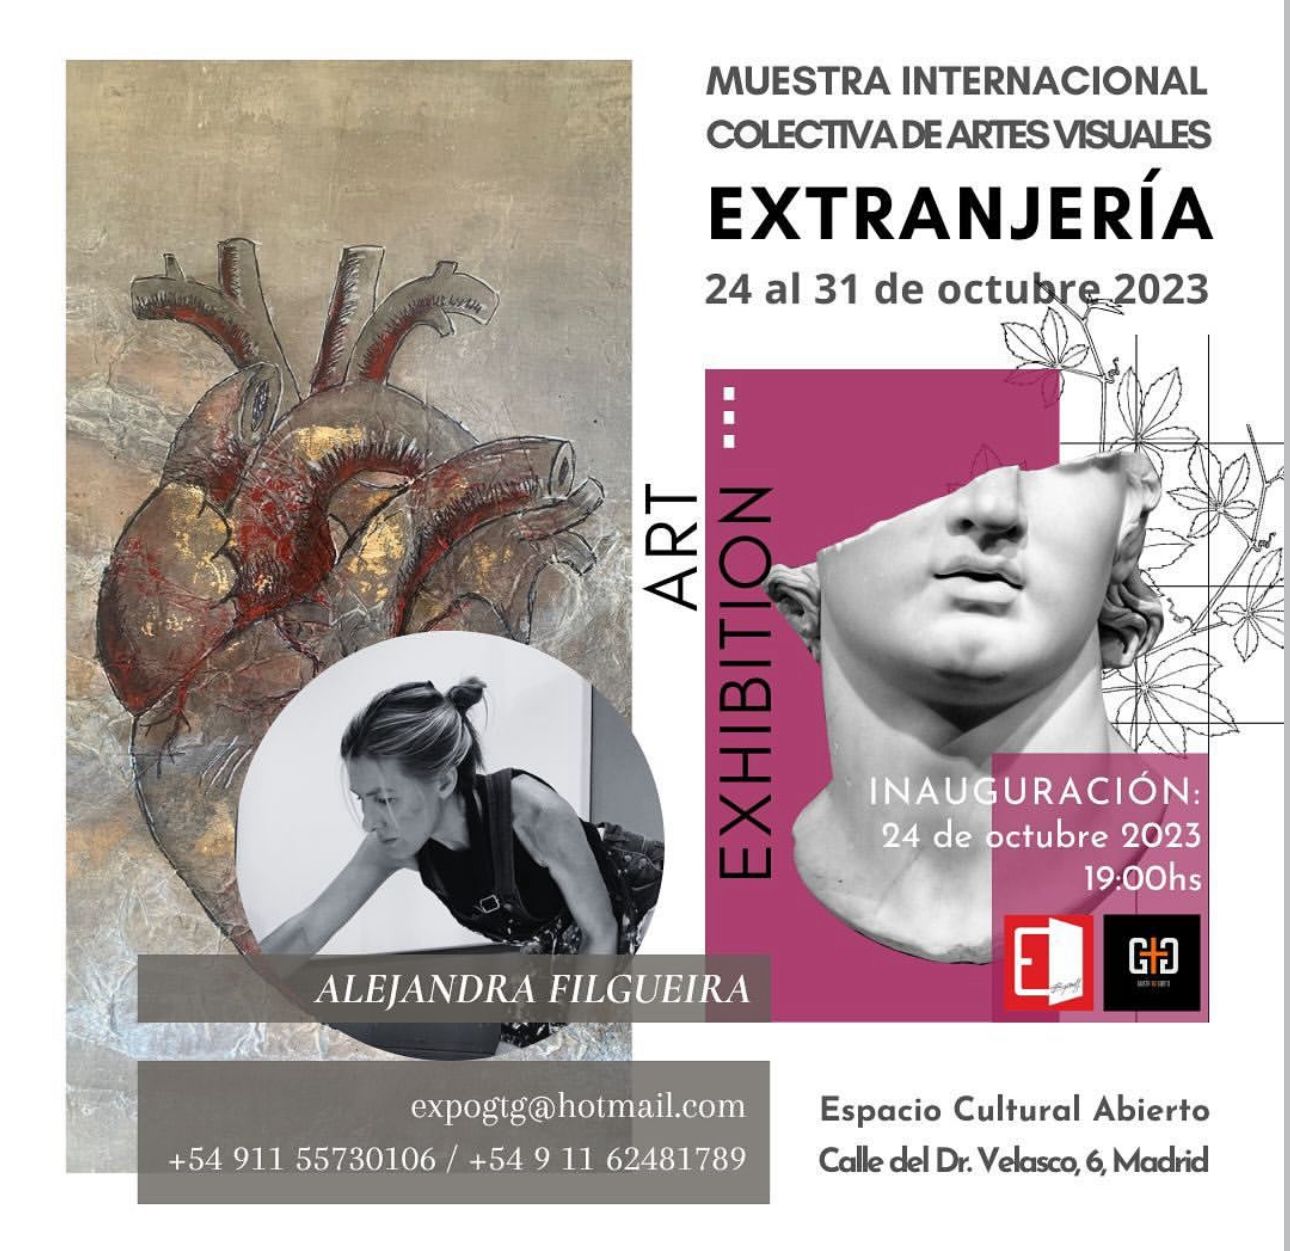 MUESTRA INTERNACIONAL
COLECTIVA DE ARTES VISUALES
EXTRANJERÍA
24 al 31 de octubre 2023
ART
EXHIBITION
INAUGURACIÓN:
24 de octubre 2023
19:00hs
E
G+G
ALEJANDRA FILGUEIRA
expogtg@hotmail.com
+54 911 55730106 / +54 9 11 62481789
Espacio Cultural Abierto
Calle del Dr. Velasco, 6, Madrid